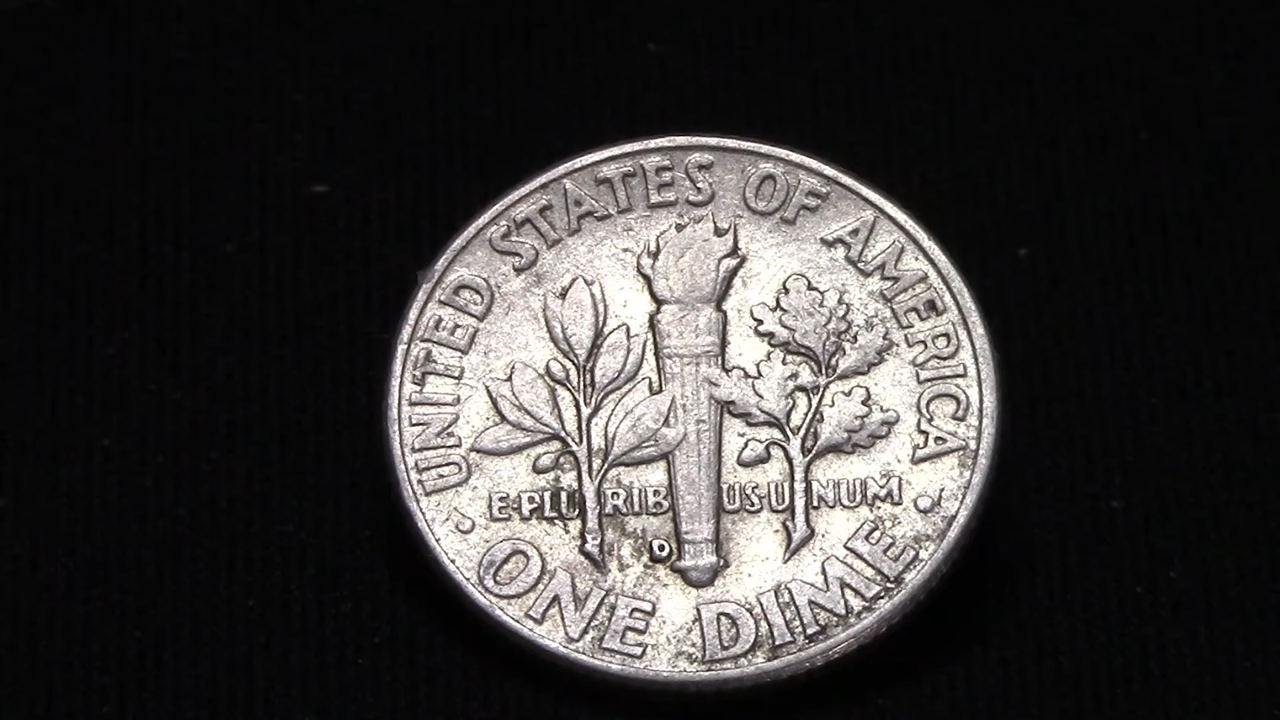 UNITED STATES OF AMERICA
E·PLURIBUS·UNUM
D
· ONE DIME ·